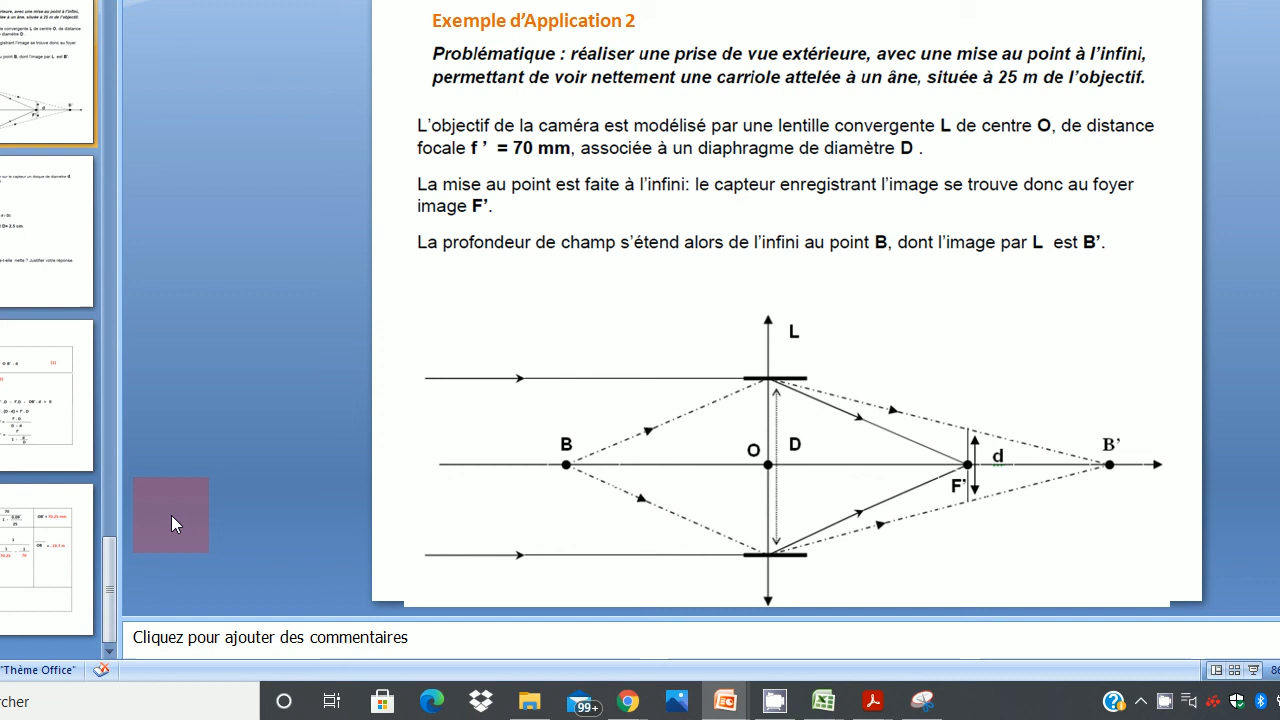 Exemple d’Application 2
Problématique : réaliser une prise de vue extérieure, avec une mise au point à l’infini,
permettant de voir nettement une carriole attelée à un âne, située à 25 m de l’objectif.
L’objectif de la caméra est modélisé par une lentille convergente L de centre O, de distance
focale f ’ = 70 mm, associée à un diaphragme de diamètre D .
La mise au point est faite à l’infini: le capteur enregistrant l’image se trouve donc au foyer
image F’.
La profondeur de champ s’étend alors de l’infini au point B, dont l’image par L est B’.
L
B
O
D
F’
d
B’
Cliquez pour ajouter des commentaires
"Thème Office"
86
rcher
99+